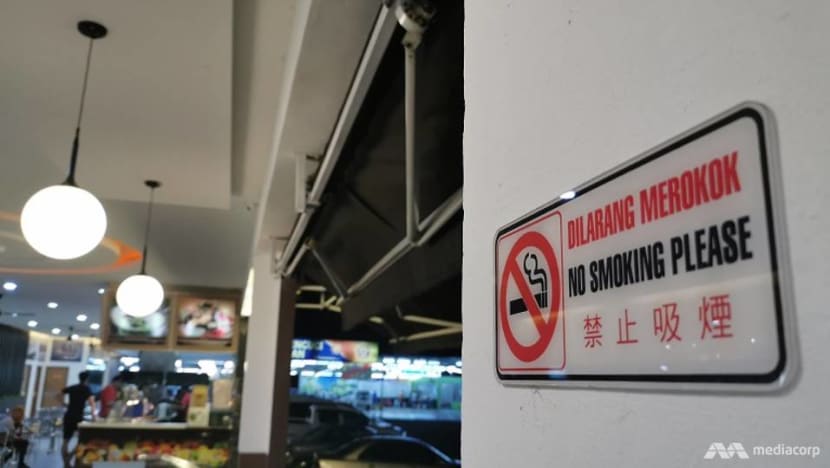 DILARANG MEROKOK
NO SMOKING PLEASE
禁止吸煙
mediacorp